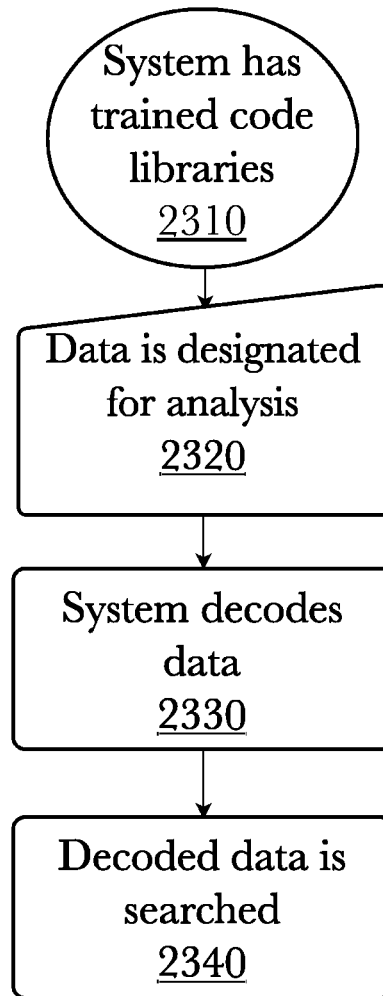 System has
trained code
libraries
2310
Data is designated
for analysis
2320
System decodes
data
2330
Decoded data is
searched
2340